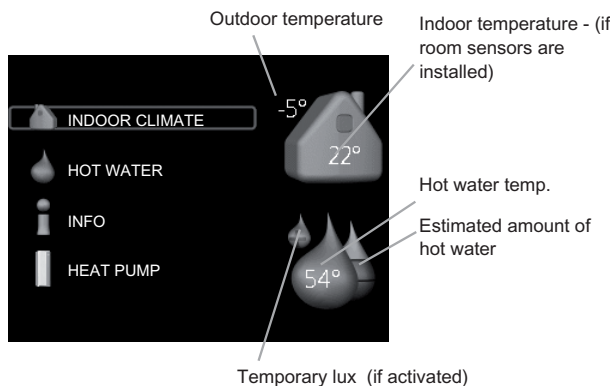 Outdoor temperature
Indoor temperature - (if
room sensors are
installed)
-5°
INDOOR CLIMATE
22°
HOT WATER
Hot water temp.
INFO
Estimated amount of
hot water
HEAT PUMP
54°
Temporary lux (if activated)